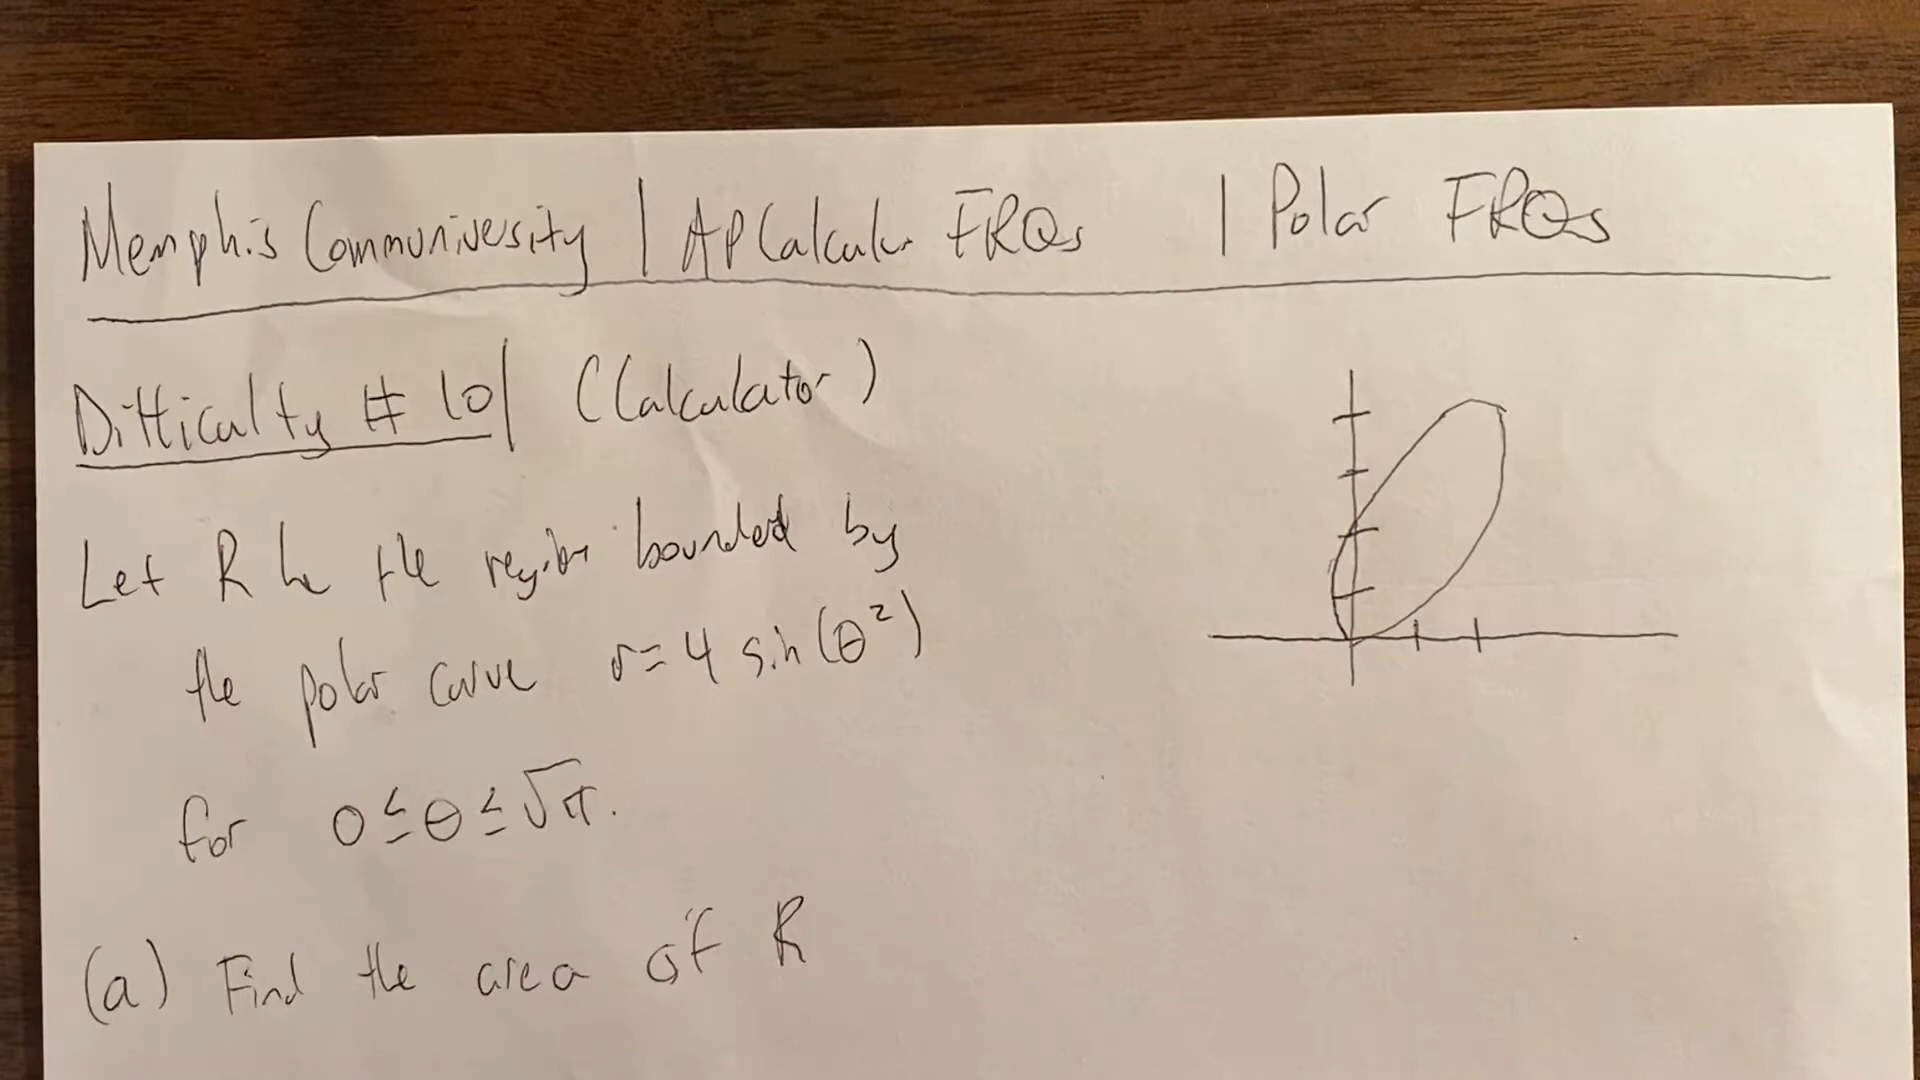 Memphis Communiversity | AP Calculus FRQs | Polar FRQs
Difficulty # 10 | (Calculator)
Let R be the region bounded by
the polar curve r = 4 sin(θ²)
for 0 ≤ θ ≤ √π.
(a) Find the area of R